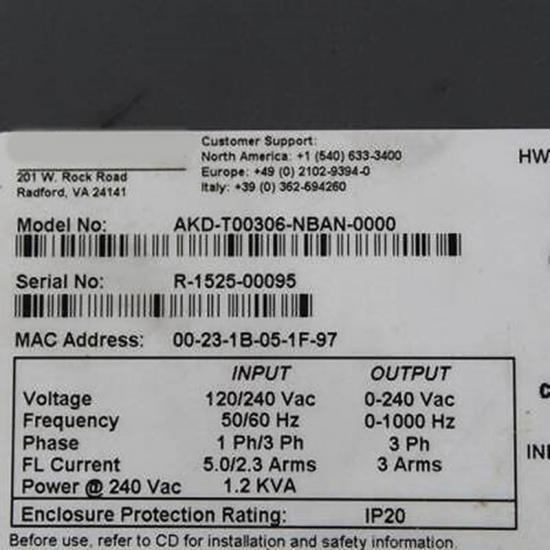 Customer Support:
North America: +1 (540) 633-3400
Europe: +49 (0) 2102-9394-0
Italy: +39 (0) 362-694260
201 W. Rock Road
Radford, VA 24141
Model No: AKD-T00306-NBAN-0000
Serial No: R-1525-00095
MAC Address: 00-23-1B-05-1F-97
INPUT OUTPUT
Voltage 120/240 Vac 0-240 Vac
Frequency 50/60 Hz 0-1000 Hz
Phase 1 Ph/3 Ph 3 Ph
FL Current 5.0/2.3 Arms 3 Arms
Power @ 240 Vac 1.2 KVA
Enclosure Protection Rating: IP20
Before use, refer to CD for installation and safety information.